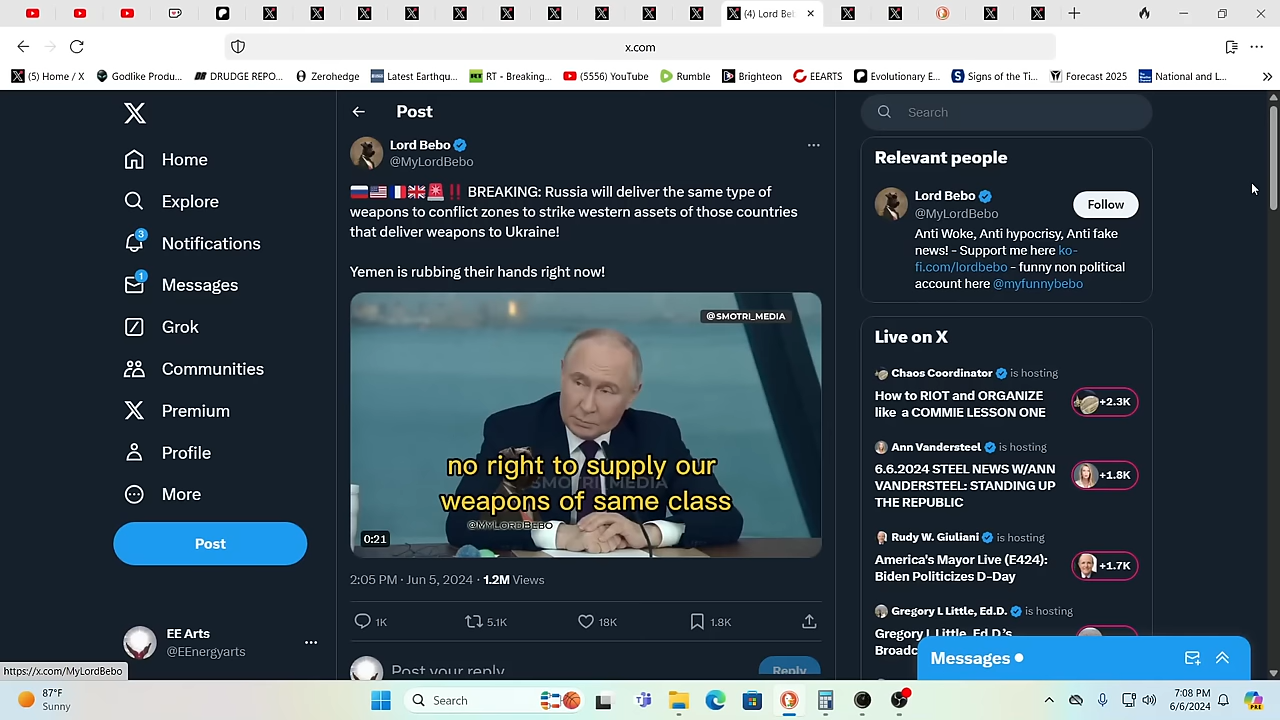 (4) Lord Be
x.com
(5) Home / X
Godlike Produ...
DRUDGE REPO...
Zerohedge
Latest Earthqu...
RT - Breaking...
(5556) YouTube
Rumble
Brighteon
EEARTS
Evolutionary E...
Signs of the Ti...
Forecast 2025
National and L...
Home
Explore
3
Notifications
1
Messages
Grok
Communities
Premium
Profile
More
Post
EE Arts
@EEnergyarts
https://x.com/MyLordBebo
Post
Lord Bebo
@MyLordBebo
BREAKING: Russia will deliver the same type of
weapons to conflict zones to strike western assets of those countries
that deliver weapons to Ukraine!
Yemen is rubbing their hands right now!
@SMOTRI_MEDIA
no right to supply our
SMOTRI MEDIA
weapons of same class
@MYLORDBEBO
0:21
2:05 PM · Jun 5, 2024 · 1.2M Views
1K
5.1K
18K
1.8K
Post your reply
Reply
Search
Relevant people
Lord Bebo
@MyLordBebo
Follow
Anti Woke, Anti hypocrisy, Anti fake
news! - Support me here ko-
fi.com/lordbebo - funny non political
account here @myfunnybebo
Live on X
Chaos Coordinator is hosting
How to RIOT and ORGANIZE
like a COMMIE LESSON ONE
+2.3K
Ann Vandersteel is hosting
6.6.2024 STEEL NEWS W/ANN
VANDERSTEEL: STANDING UP
THE REPUBLIC
+1.8K
Rudy W. Giuliani is hosting
America's Mayor Live (E424):
Biden Politicizes D-Day
+1.7K
Gregory L Little, Ed.D. is hosting
Gregory L Little, Ed.D.'s
Broadc
Messages
87°F
Sunny
Search
7:08 PM
6/6/2024
PRE